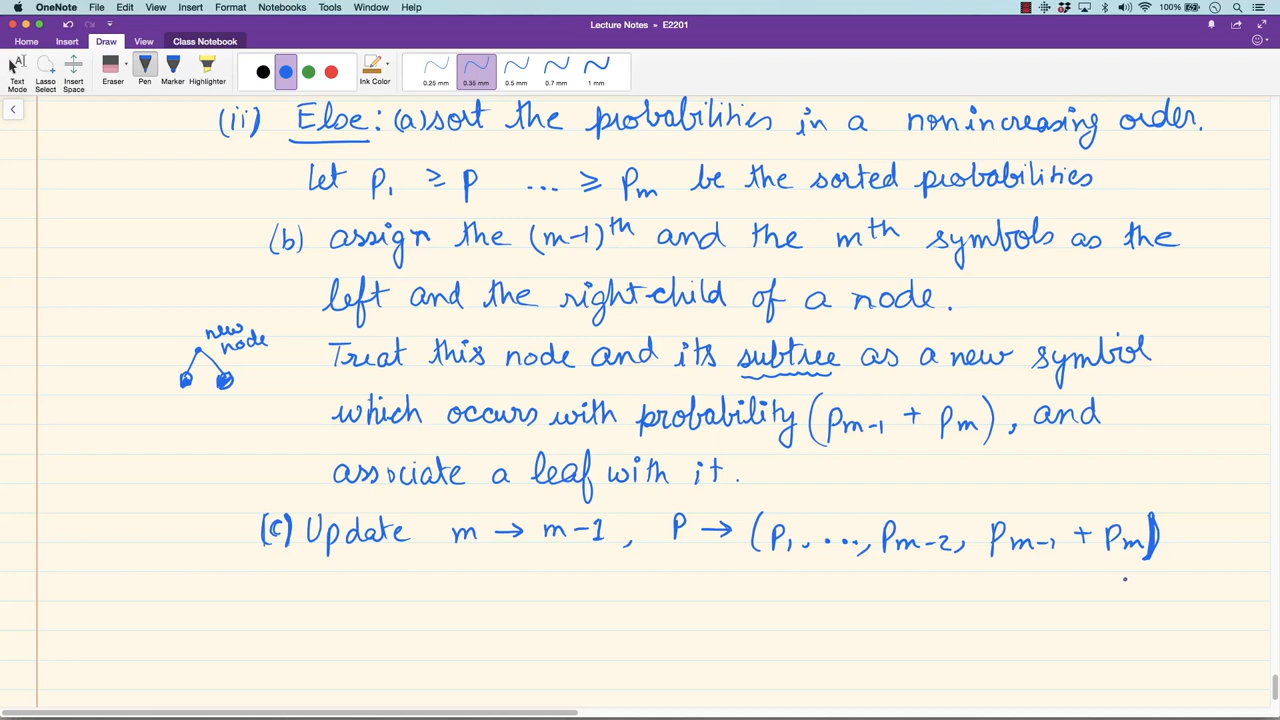 OneNote File Edit View Insert Format Notebooks Tools Window Help 100%
Lecture Notes » E2201
Home Insert Draw View Class Notebook
Text Mode Lasso Select Insert Space Eraser Pen Marker Highlighter Ink Color 0.25 mm 0.35 mm 0.5 mm 0.7 mm 1 mm
(ii) Else: (a) sort the probabilities in a nonincreasing order.
Let p₁ ≥ p ... ≥ pₘ be the sorted probabilities
(b) assign the (m-1)ᵗʰ and the mᵗʰ symbols as the
left and the right-child of a node.
new node
Treat this node and its subtree as a new symbol
which occurs with probability (pₘ₋₁ + pₘ), and
associate a leaf with it.
(c) Update m → m-1, P → (p₁, ..., pₘ₋₂, pₘ₋₁ + pₘ)